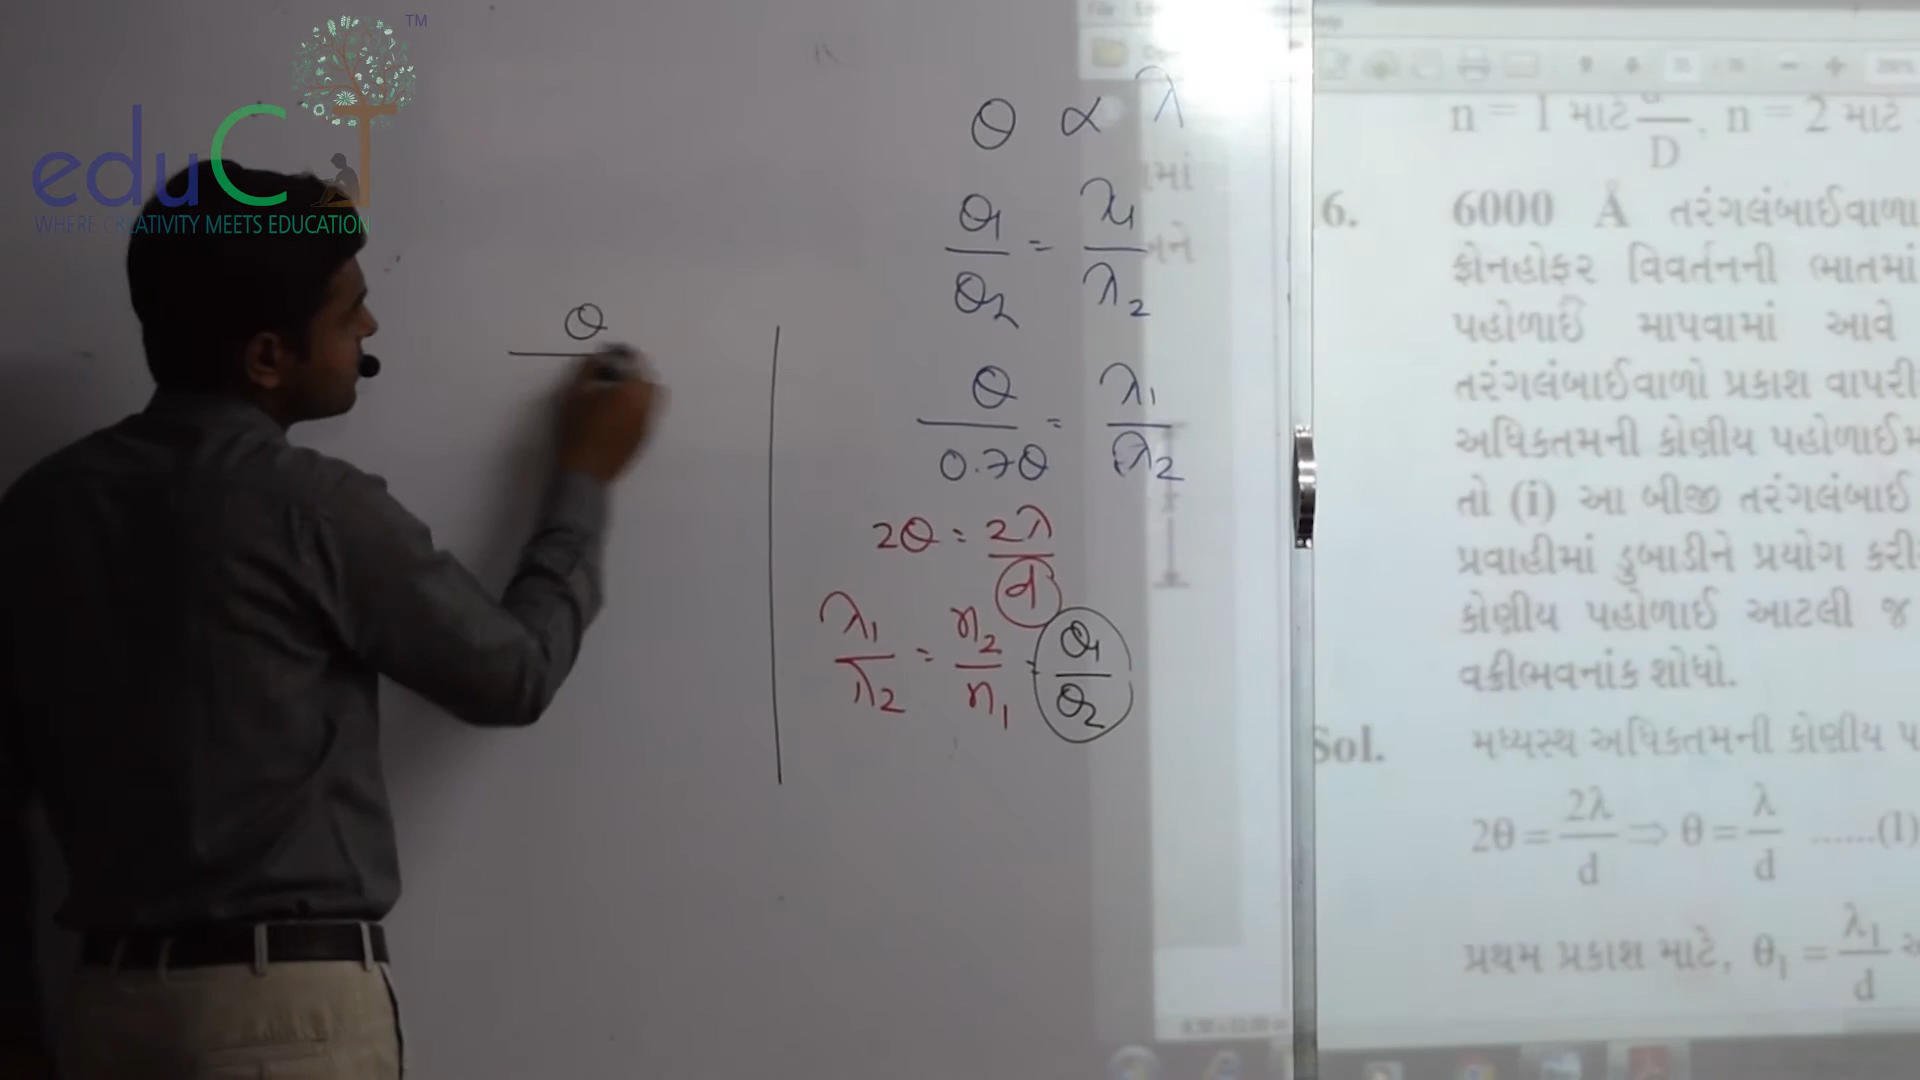 TM
eduCT
WHERE CREATIVITY MEETS EDUCATION
θ
θ ∝ λ
θ1/θ2 = λ1/λ2
θ/0.7θ = λ1/λ2
2θ = 2λ/d
λ1/λ2 = n2/n1 = θ1/θ2
n = 1 માટે d/D, n = 2 માટે
6. 6000 Å તરંગલંબાઈવાળા
ફ્રોનહોફર વિવર્તનની ભાતમાં
પહોળાઈ માપવામાં આવે
તરંગલંબાઈવાળો પ્રકાશ વાપરી
અધિકતમની કોણીય પહોળાઈમ
તો (i) આ બીજી તરંગલંબાઈ
પ્રવાહીમાં ડુબાડીને પ્રયોગ કરી
કોણીય પહોળાઈ આટલી જ
વક્રીભવનાંક શોધો.
Sol. મધ્યસ્થ અધિકતમની કોણીય પ
2θ = 2λ/d ⇒ θ = λ/d ......(1)
પ્રથમ પ્રકાશ માટે, θ1 = λ1/d